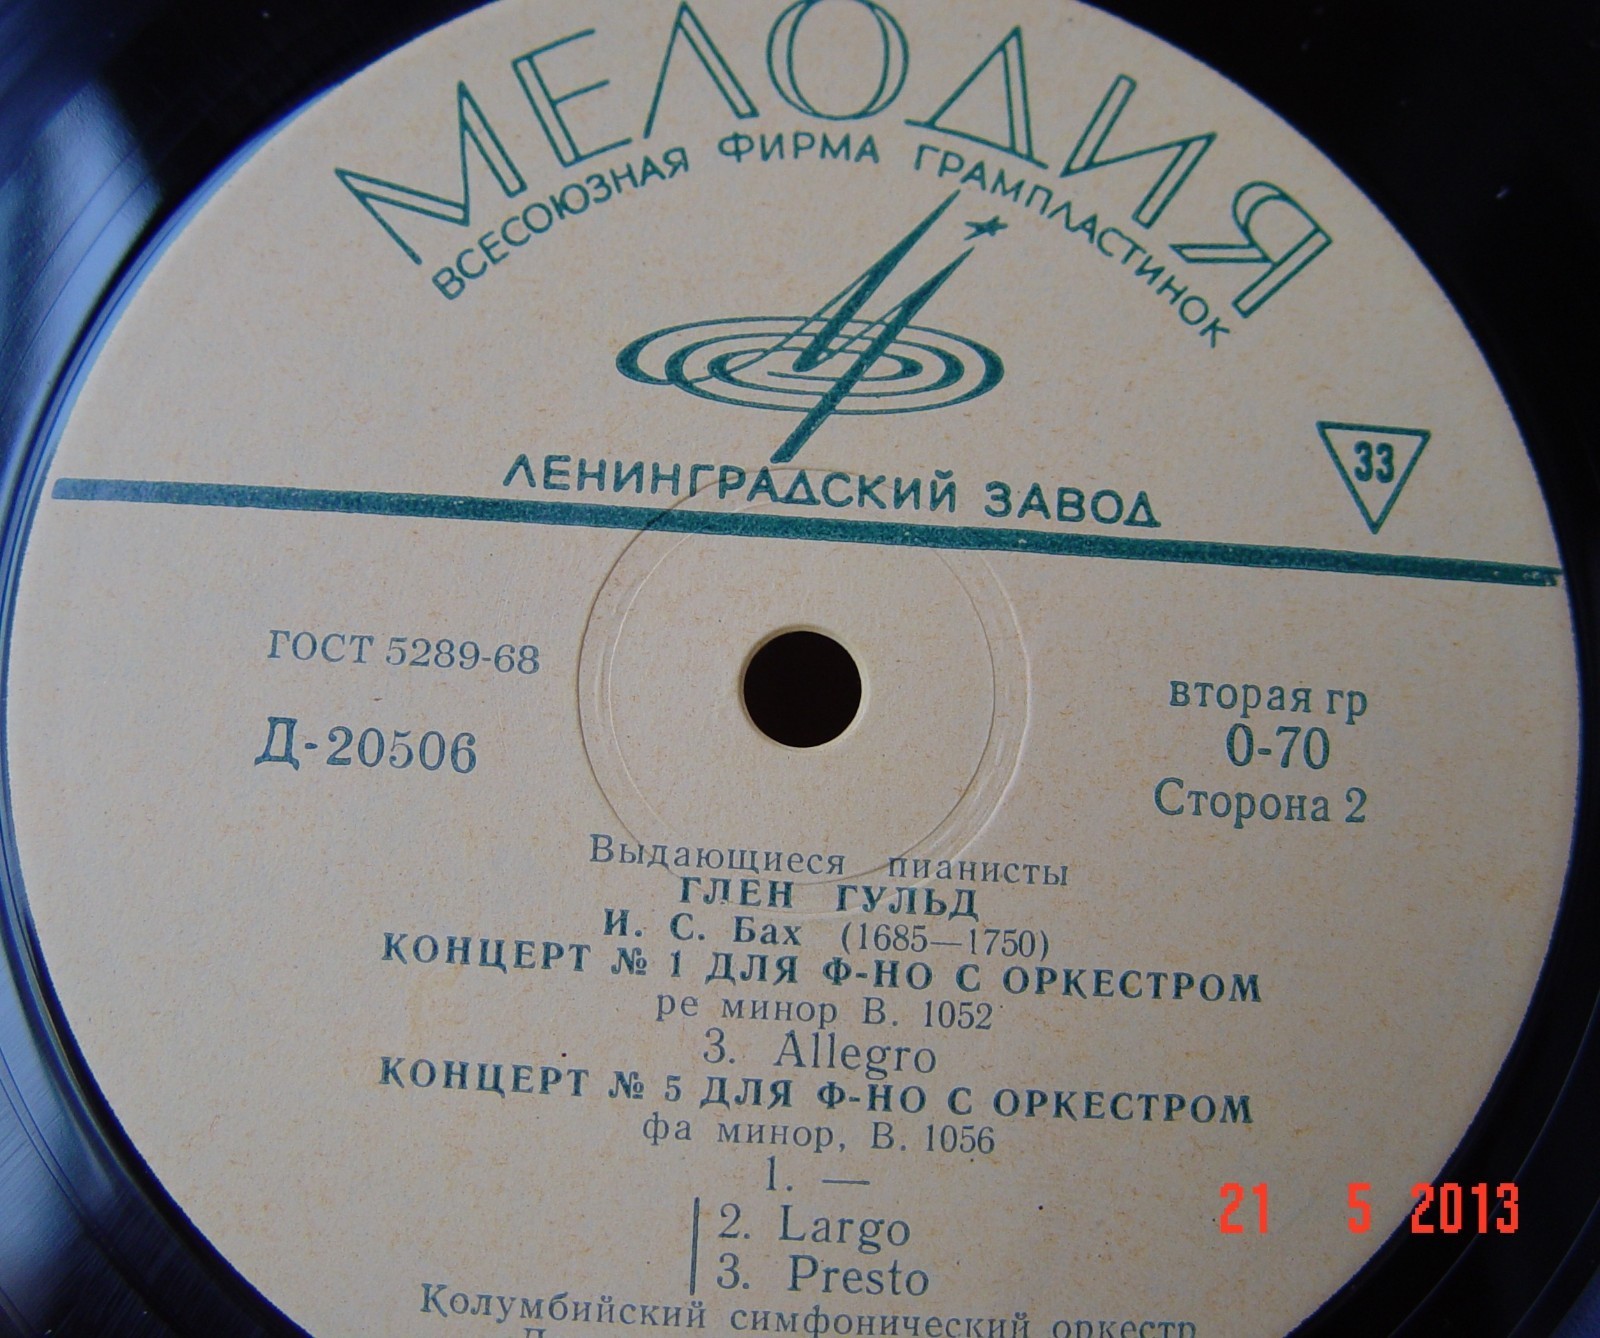 МЕЛОДИЯ
ВСЕСОЮЗНАЯ ФИРМА ГРАМПЛАСТИНОК
33
ЛЕНИНГРАДСКИЙ ЗАВОД
ГОСТ 5289-68
Д-20506
вторая гр
0-70
Сторона 2
Выдающиеся пианисты
ГЛЕН ГУЛЬД
И. С. Бах (1685—1750)
КОНЦЕРТ № 1 ДЛЯ Ф-НО С ОРКЕСТРОМ
ре минор В. 1052
3. Allegro
КОНЦЕРТ № 5 ДЛЯ Ф-НО С ОРКЕСТРОМ
фа минор, В. 1056
1. —
2. Largo
3. Presto
Колумбийский симфонический оркестр
21 5 2013